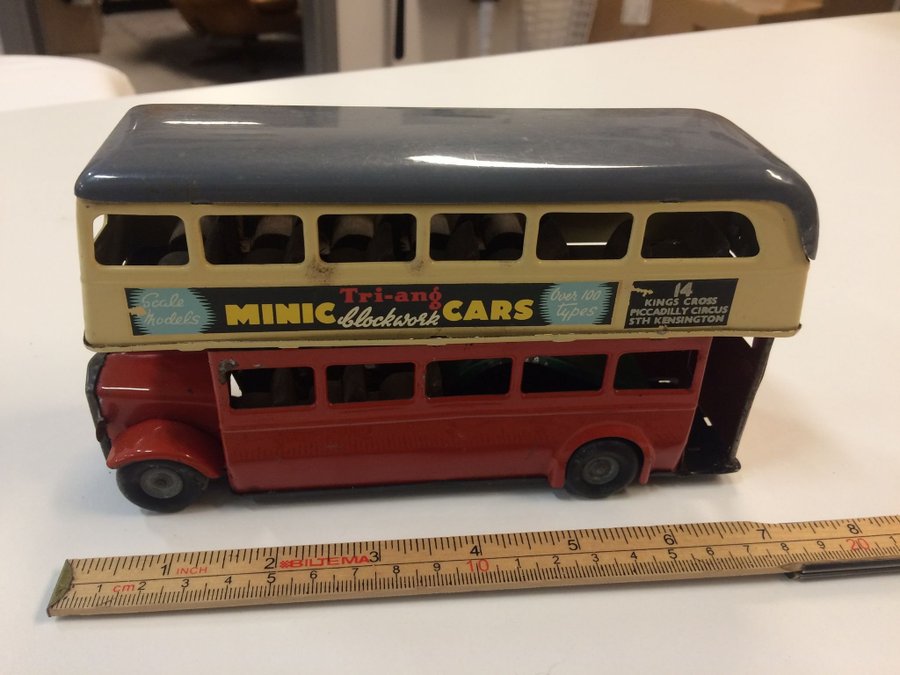 Scale Models
MINIC Tri-ang clockwork CARS
Over 100 types
14
KINGS CROSS
PICCADILLY CIRCUS
STH KENSINGTON
1 INCH 2 BILTEMA 3 4 5 6 7 8
1 cm 2 3 4 5 6 7 8 9 10 1 2 3 4 5 6 7 8 9 20 1